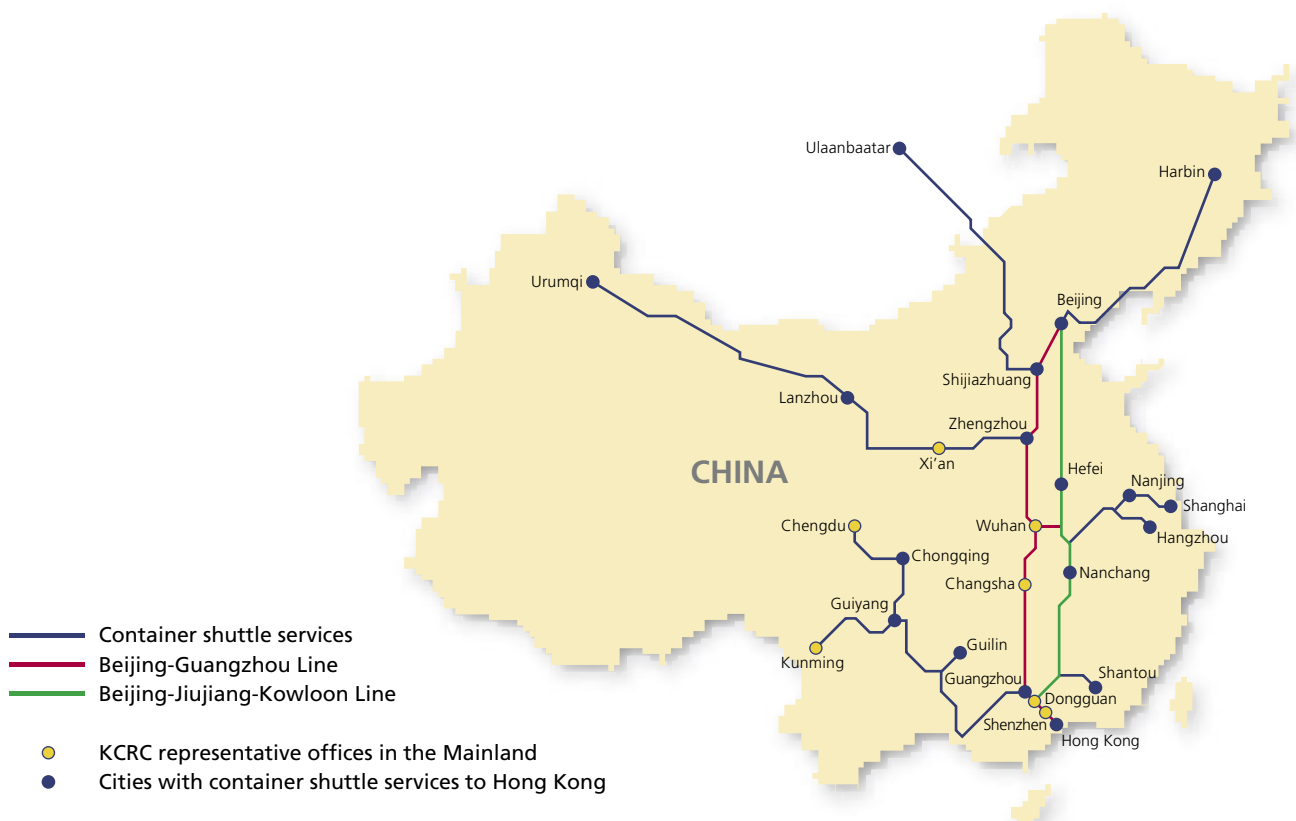 Ulaanbaatar
Harbin
Urumqi
Beijing
Shijiazhuang
Lanzhou
Zhengzhou
Xi’an
CHINA
Hefei
Nanjing
Shanghai
Chengdu
Wuhan
Hangzhou
Chongqing
Nanchang
Changsha
Guiyang
Kunming
Guilin
Guangzhou
Shantou
Dongguan
Shenzhen
Hong Kong
Container shuttle services
Beijing-Guangzhou Line
Beijing-Jiujiang-Kowloon Line
KCRC representative offices in the Mainland
Cities with container shuttle services to Hong Kong